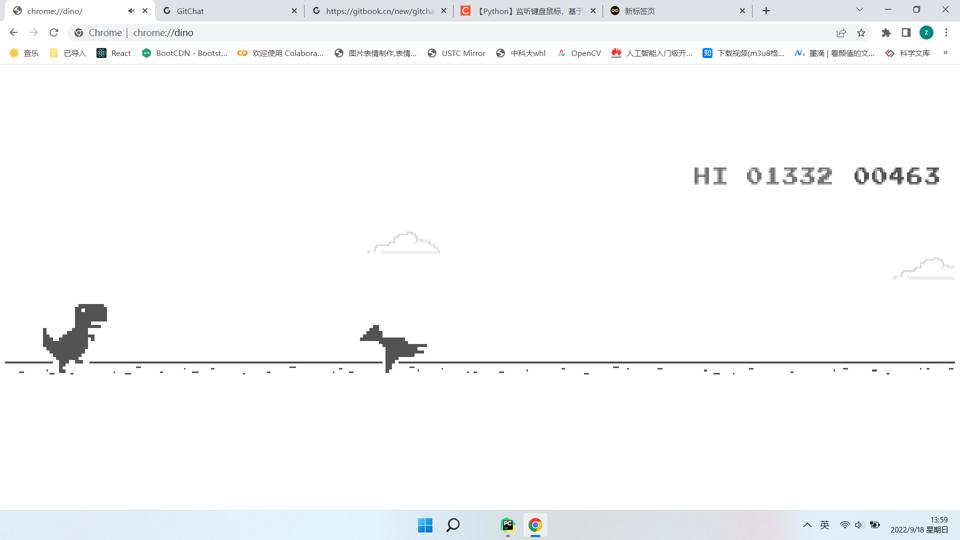 chrome://dino/
GitChat
https://gitbook.cn/new/gitcha
【Python】监听键盘鼠标，基于
新标签页
Chrome | chrome://dino
z
音乐
已导入
React
BootCDN - Bootst...
欢迎使用 Colabora...
图片表情制作,表情...
USTC Mirror
中科大whl
OpenCV
人工智能入门级开...
下载视频(m3u8格...
墨滴 | 看颜值的文...
科学文库
»
HI 01332 00463
PC
英
13:59
2022/9/18 星期日